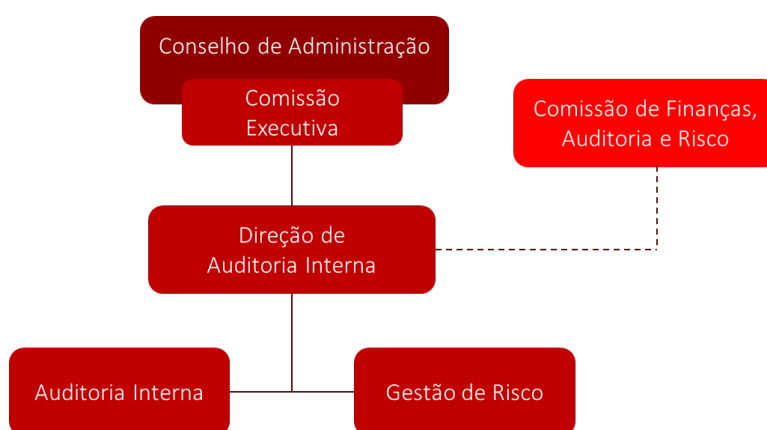 Conselho de Administração
Comissão
Executiva
Comissão de Finanças,
Auditoria e Risco
Direção de
Auditoria Interna
Auditoria Interna
Gestão de Risco